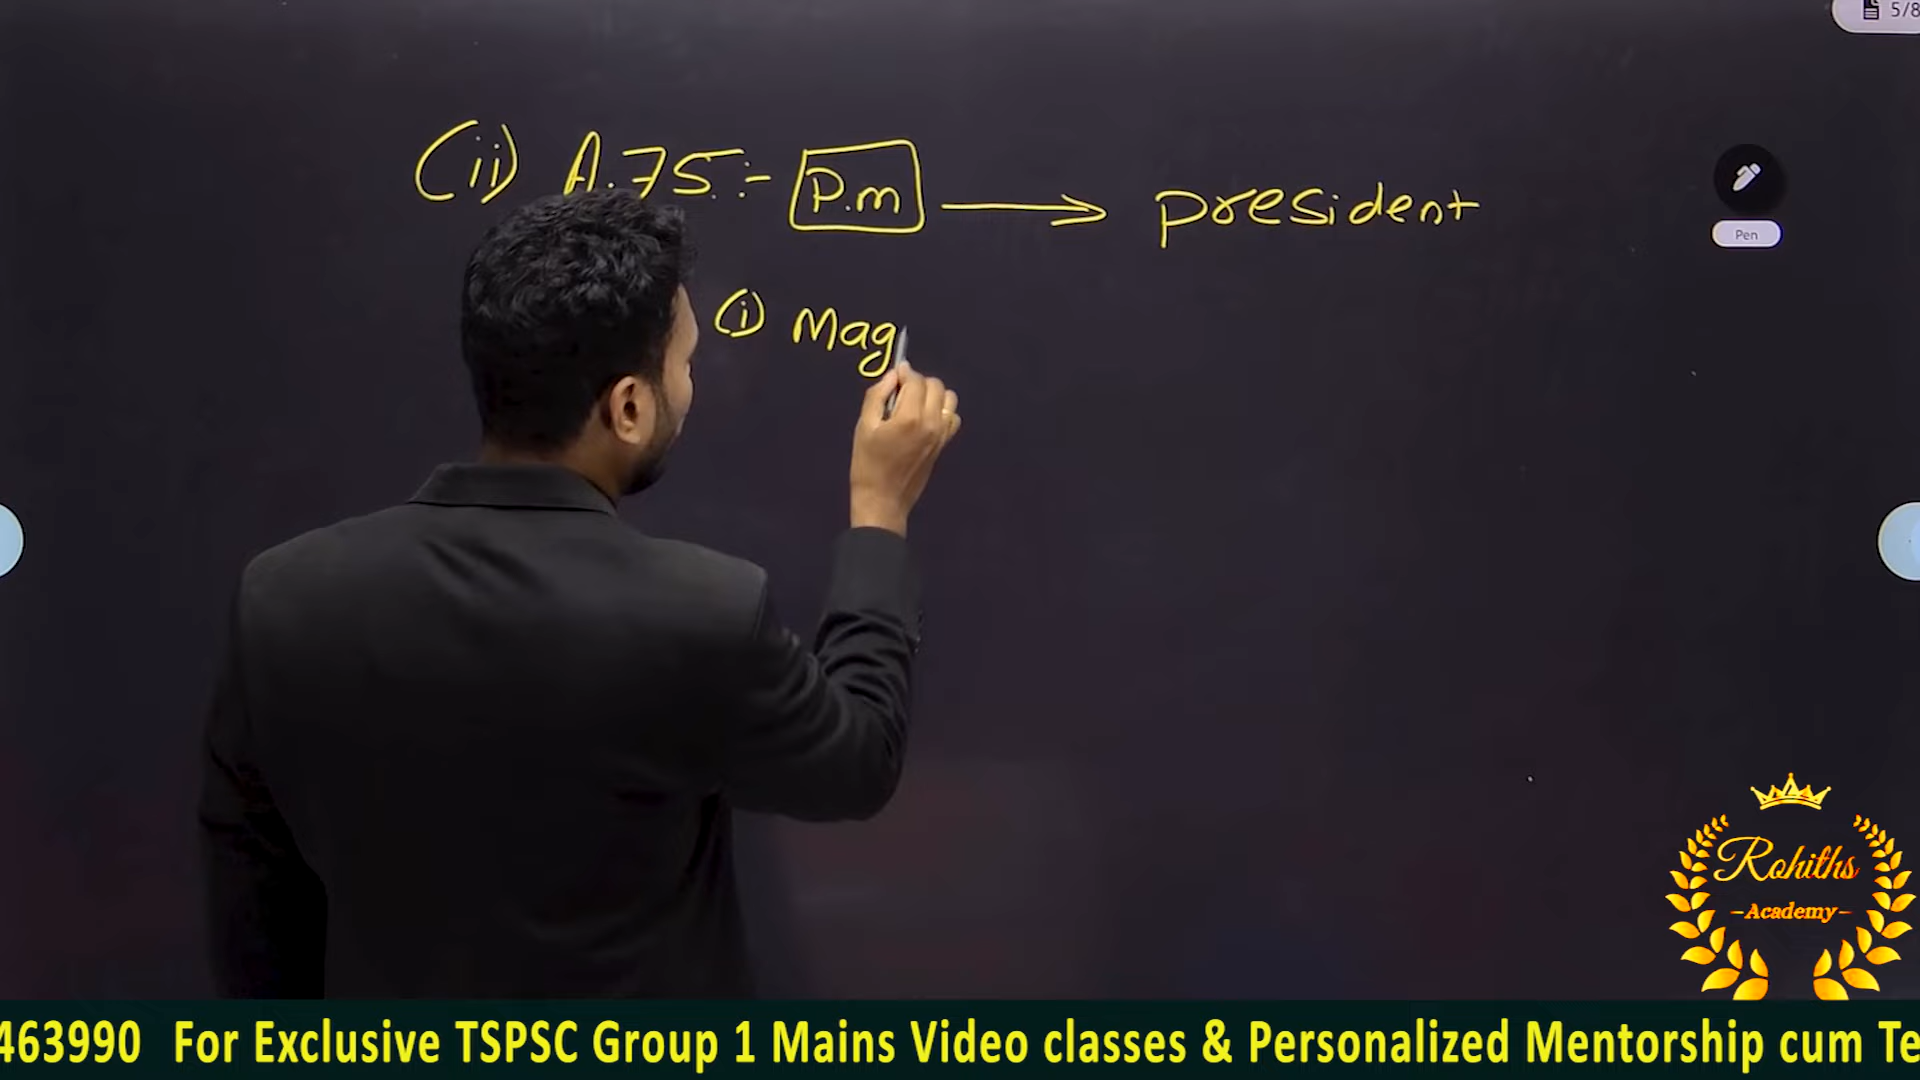 5/8
(ii) A.75:- P.m → president
Pen
(i) Mag
Rohiths
-Academy-
463990 For Exclusive TSPSC Group 1 Mains Video classes & Personalized Mentorship cum Te